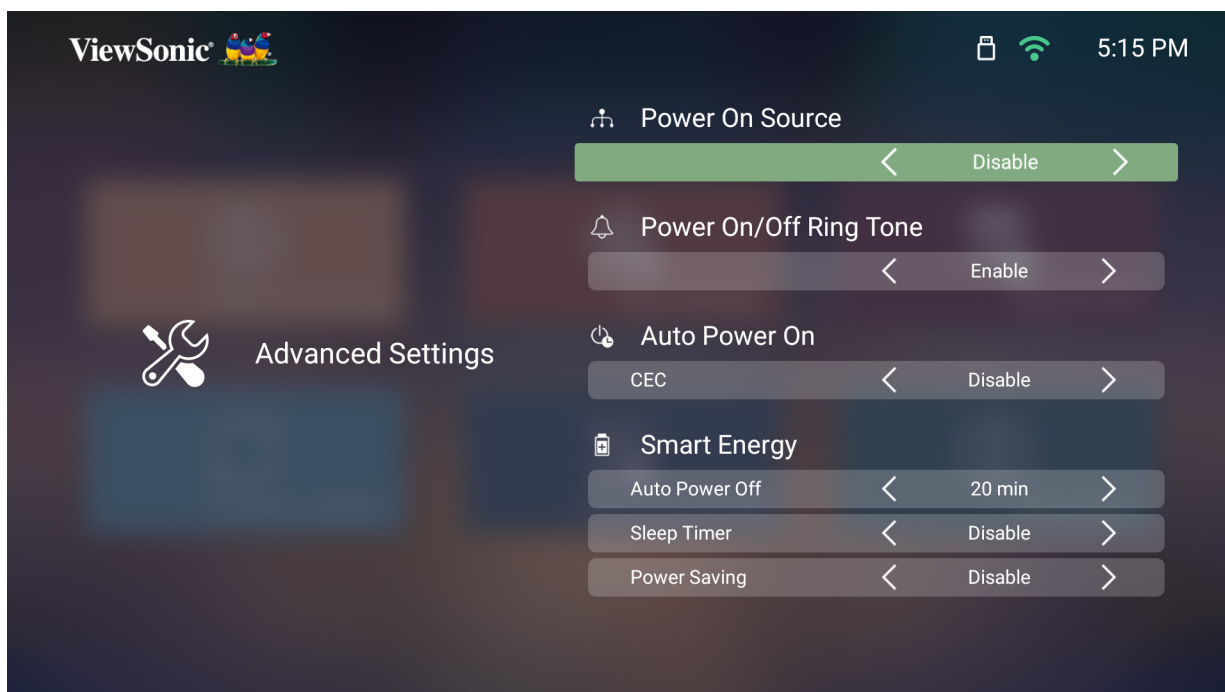 ViewSonic®
5:15 PM
Power On Source
Disable
Power On/Off Ring Tone
Enable
Advanced Settings
Auto Power On
CEC Disable
Smart Energy
Auto Power Off 20 min
Sleep Timer Disable
Power Saving Disable